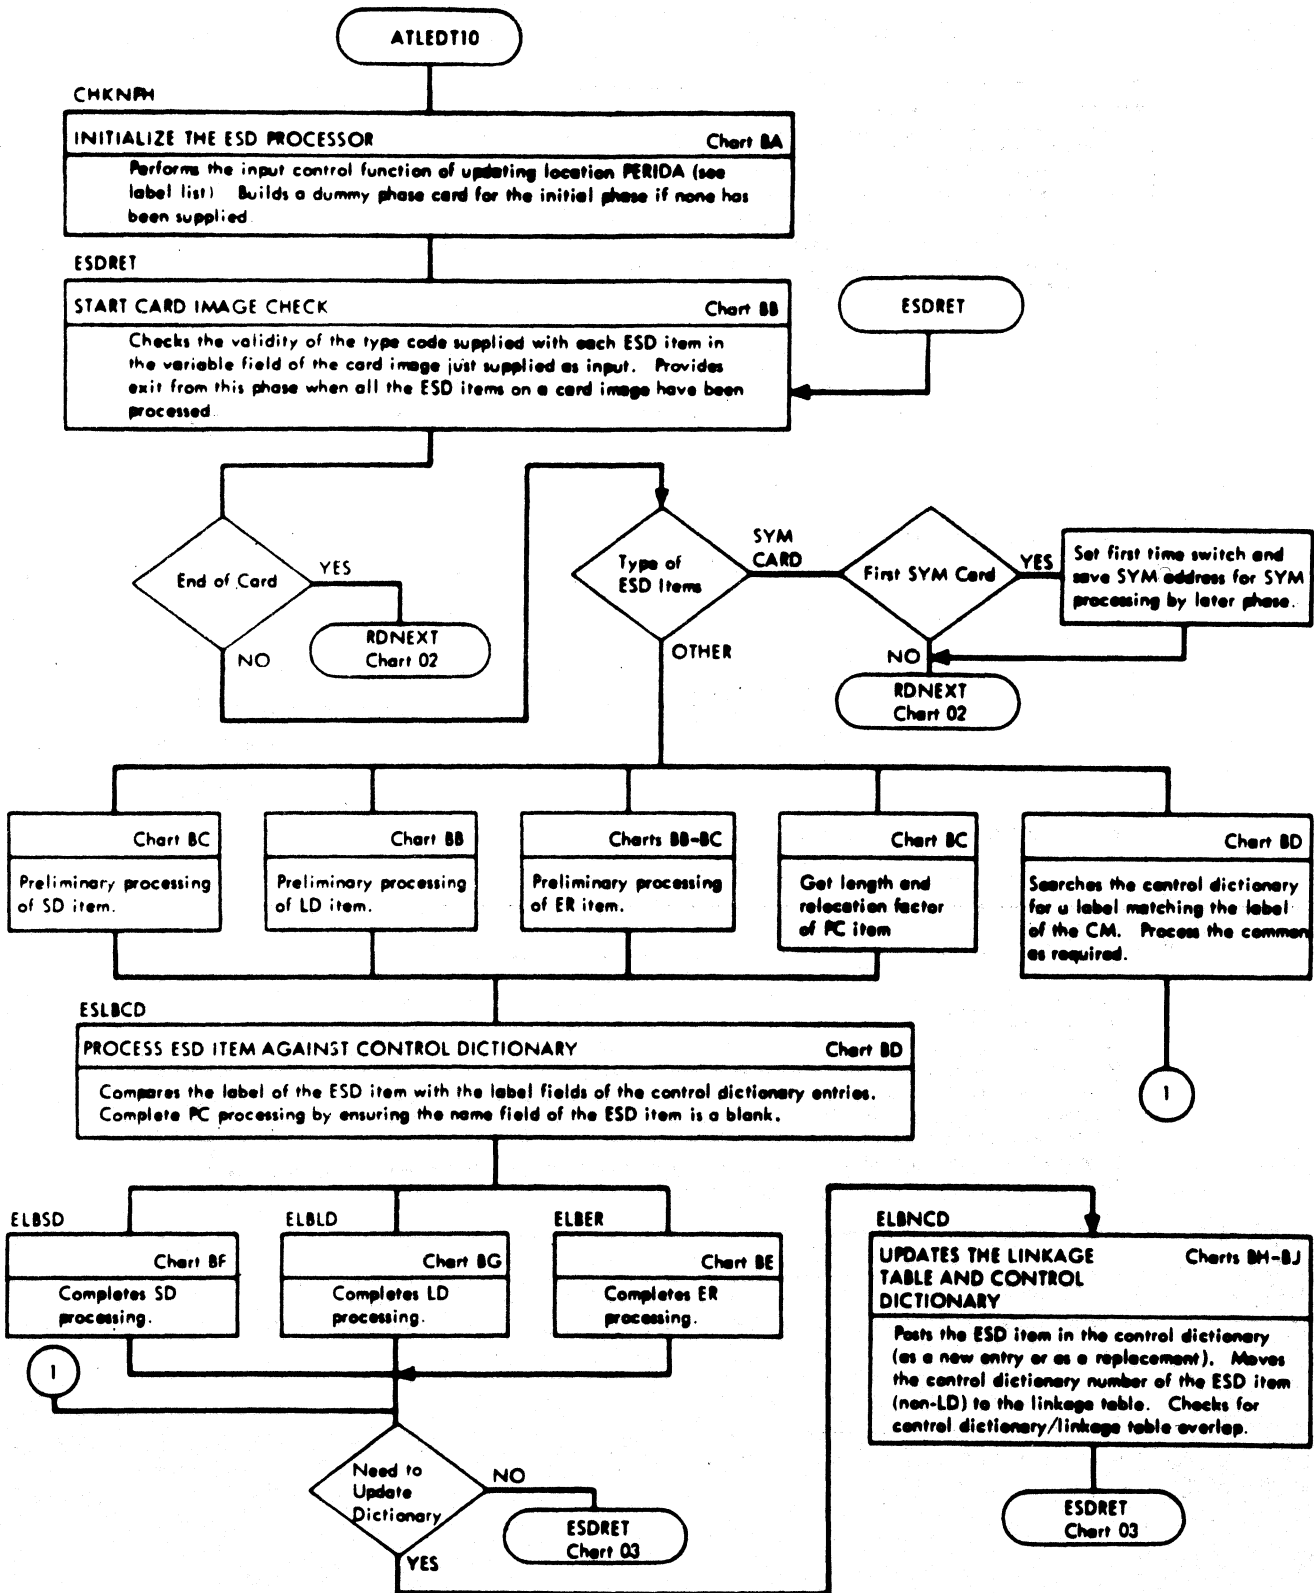 ATLEDT10
CHKNPH
INITIALIZE THE ESD PROCESSOR Chart BA
Performs the input control function of updating location PERIDA (see
label list) Builds a dummy phase card for the initial phase if none has
been supplied
ESDRET
START CARD IMAGE CHECK Chart BB
Checks the validity of the type code supplied with each ESD item in
the variable field of the card image just supplied as input. Provides
exit from this phase when all the ESD items on a card image have been
processed
ESDRET
End of Card
YES
NO
RDNEXT
Chart 02
Type of
ESD Items
SYM
CARD
OTHER
First SYM Card
YES
NO
Set first time switch and
save SYM address for SYM
processing by later phase.
RDNEXT
Chart 02
Chart BC
Preliminary processing
of SD item.
Chart BB
Preliminary processing
of LD item.
Charts BB-BC
Preliminary processing
of ER item.
Chart BC
Get length and
relocation factor
of PC item
Chart BD
Searches the control dictionary
for a label matching the label
of the CM. Process the common
as required.
1
ESLBCD
PROCESS ESD ITEM AGAINST CONTROL DICTIONARY Chart BD
Compares the label of the ESD item with the label fields of the control dictionary entries.
Complete PC processing by ensuring the name field of the ESD item is a blank.
ELBSD
Chart BF
Completes SD
processing.
ELBLD
Chart BG
Completes LD
processing.
ELBER
Chart BE
Completes ER
processing.
1
Need to
Update
Dictionary
NO
YES
ESDRET
Chart 03
ELBNCD
UPDATES THE LINKAGE Charts BH-BJ
TABLE AND CONTROL
DICTIONARY
Posts the ESD item in the control dictionary
(as a new entry or as a replacement). Moves
the control dictionary number of the ESD item
(non-LD) to the linkage table. Checks for
control dictionary/linkage table overlap.
ESDRET
Chart 03